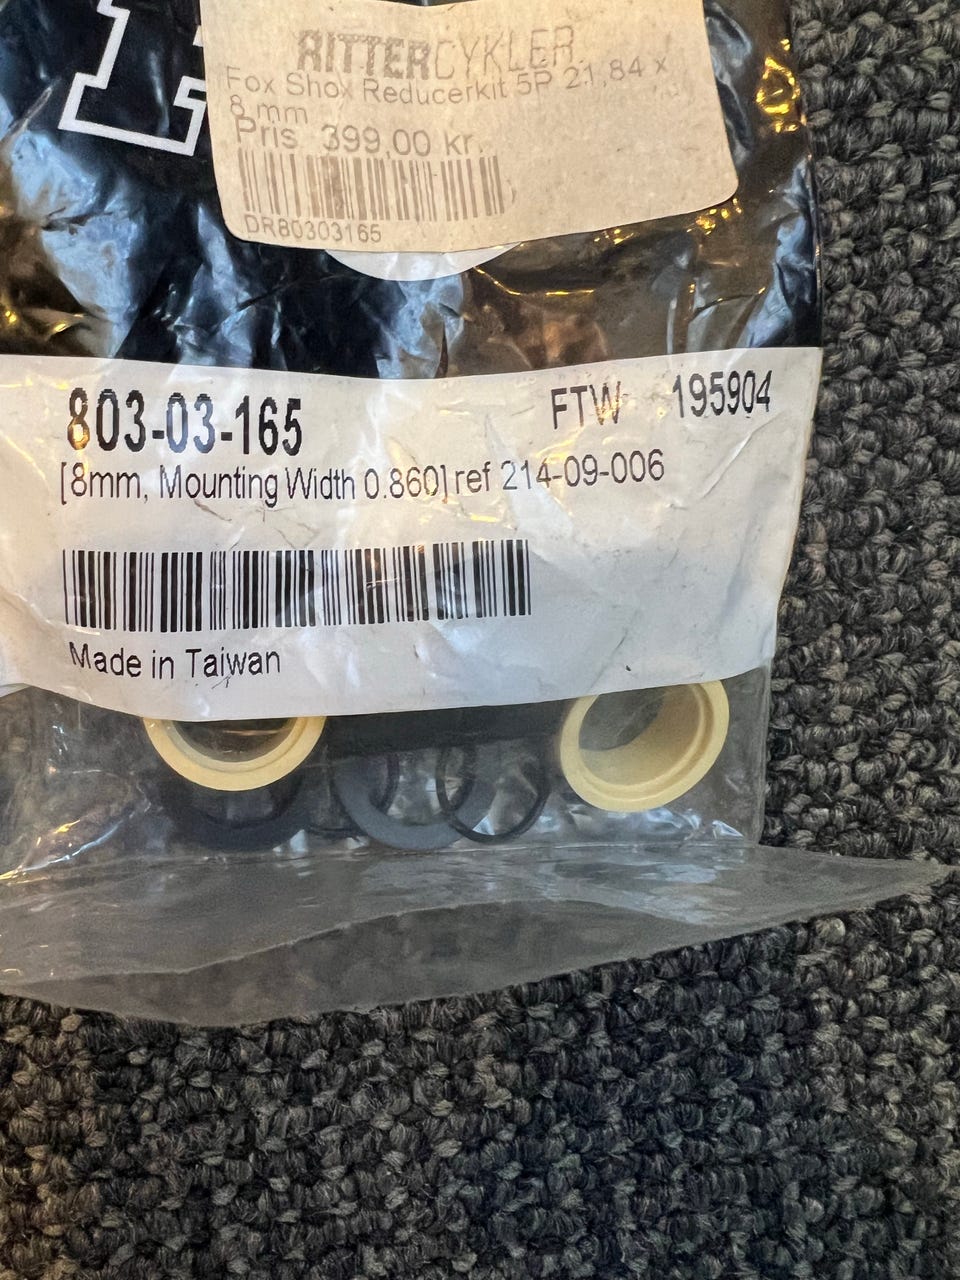 RITTERCYKLER
Fox Shox Reducerkit 5P 21,84 x
8 mm
Pris 399,00 kr.
DR80303165
803-03-165 FTW 195904
[8mm, Mounting Width 0.860] ref 214-09-006
Made in Taiwan